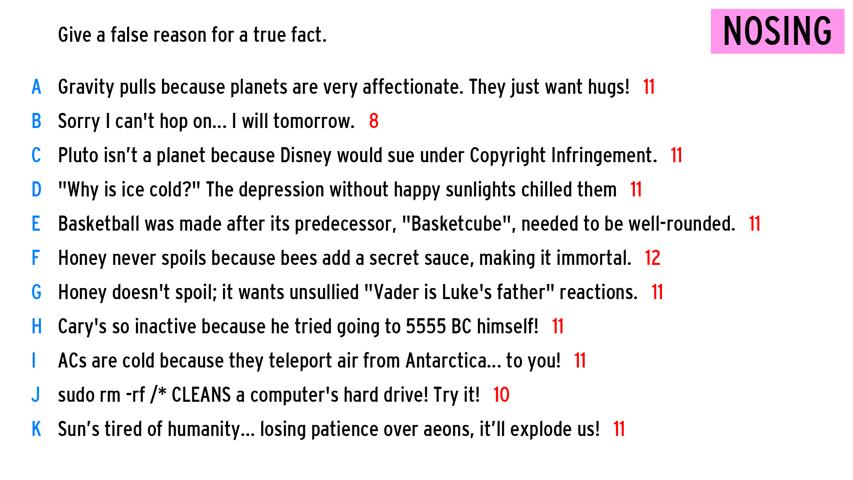 Give a false reason for a true fact.
NOSING
A Gravity pulls because planets are very affectionate. They just want hugs! 11
B Sorry I can't hop on... I will tomorrow. 8
C Pluto isn’t a planet because Disney would sue under Copyright Infringement. 11
D "Why is ice cold?" The depression without happy sunlights chilled them 11
E Basketball was made after its predecessor, "Basketcube", needed to be well-rounded. 11
F Honey never spoils because bees add a secret sauce, making it immortal. 12
G Honey doesn't spoil; it wants unsullied "Vader is Luke's father" reactions. 11
H Cary's so inactive because he tried going to 5555 BC himself! 11
I ACs are cold because they teleport air from Antarctica... to you! 11
J sudo rm -rf /* CLEANS a computer's hard drive! Try it! 10
K Sun’s tired of humanity... losing patience over aeons, it’ll explode us! 11